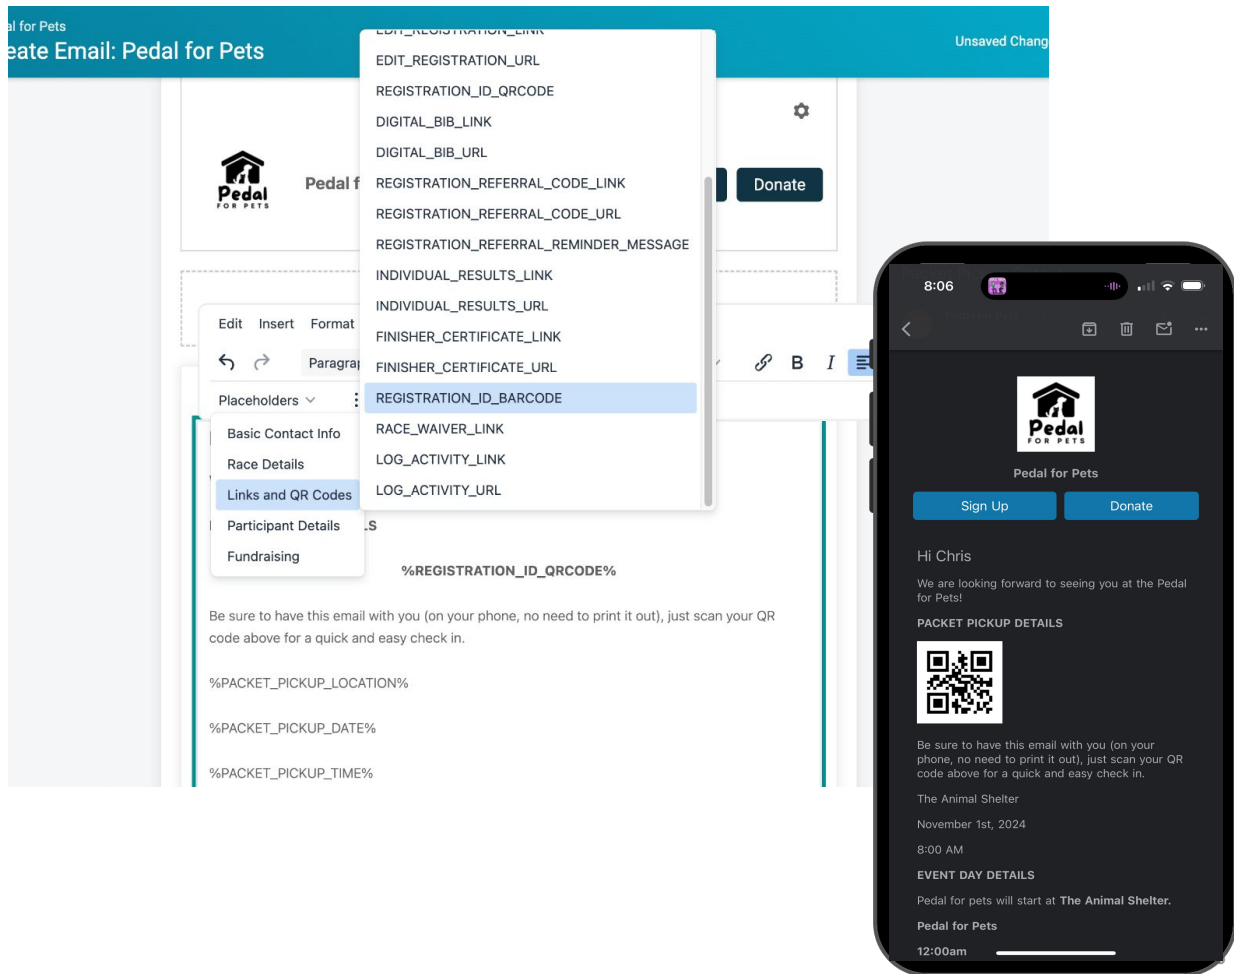 al for Pets
eate Email: Pedal for Pets
Unsaved Chang
EDIT_REGISTRATION_LINK
EDIT_REGISTRATION_URL
REGISTRATION_ID_QRCODE
DIGITAL_BIB_LINK
DIGITAL_BIB_URL
REGISTRATION_REFERRAL_CODE_LINK
REGISTRATION_REFERRAL_CODE_URL
REGISTRATION_REFERRAL_REMINDER_MESSAGE
INDIVIDUAL_RESULTS_LINK
INDIVIDUAL_RESULTS_URL
FINISHER_CERTIFICATE_LINK
FINISHER_CERTIFICATE_URL
REGISTRATION_ID_BARCODE
RACE_WAIVER_LINK
LOG_ACTIVITY_LINK
LOG_ACTIVITY_URL
Pedal
FOR PETS
Pedal f
Donate
Edit Insert Format
Paragra
B I
Placeholders
Basic Contact Info
Race Details
Links and QR Codes
Participant Details
Fundraising
LS
%REGISTRATION_ID_QRCODE%
Be sure to have this email with you (on your phone, no need to print it out), just scan your QR
code above for a quick and easy check in.
%PACKET_PICKUP_LOCATION%
%PACKET_PICKUP_DATE%
%PACKET_PICKUP_TIME%
8:06
Pedal
FOR PETS
Pedal for Pets
Sign Up Donate
Hi Chris
We are looking forward to seeing you at the Pedal
for Pets!
PACKET PICKUP DETAILS
Be sure to have this email with you (on your
phone, no need to print it out), just scan your QR
code above for a quick and easy check in.
The Animal Shelter
November 1st, 2024
8:00 AM
EVENT DAY DETAILS
Pedal for pets will start at The Animal Shelter.
Pedal for Pets
12:00am